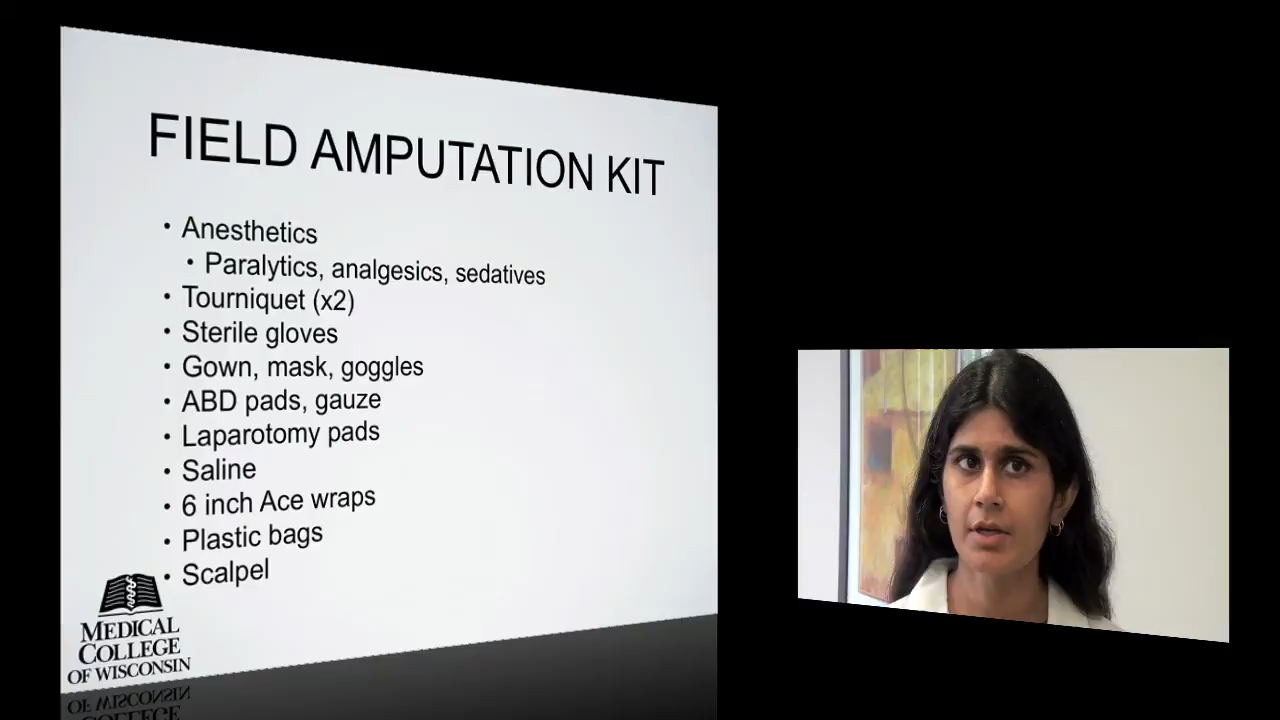 FIELD AMPUTATION KIT
• Anesthetics
• Paralytics, analgesics, sedatives
• Tourniquet (x2)
• Sterile gloves
• Gown, mask, goggles
• ABD pads, gauze
• Laparotomy pads
• Saline
• 6 inch Ace wraps
• Plastic bags
• Scalpel
MEDICAL
COLLEGE
OF WISCONSIN